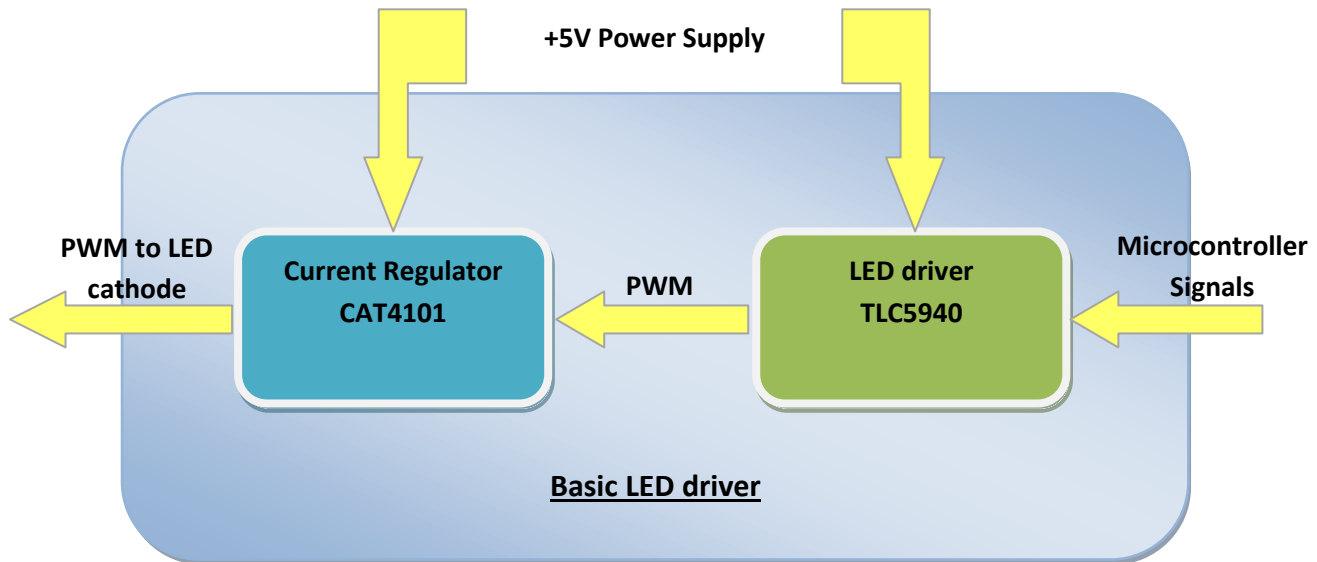 +5V Power Supply
PWM to LED
cathode
Current Regulator
CAT4101
PWM
LED driver
TLC5940
Microcontroller
Signals
Basic LED driver